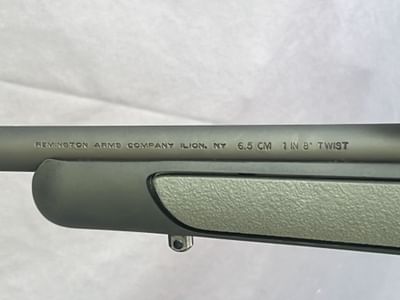 REMINGTON ARMS COMPANY ILION, NY 6.5 CM 1 IN 8" TWIST